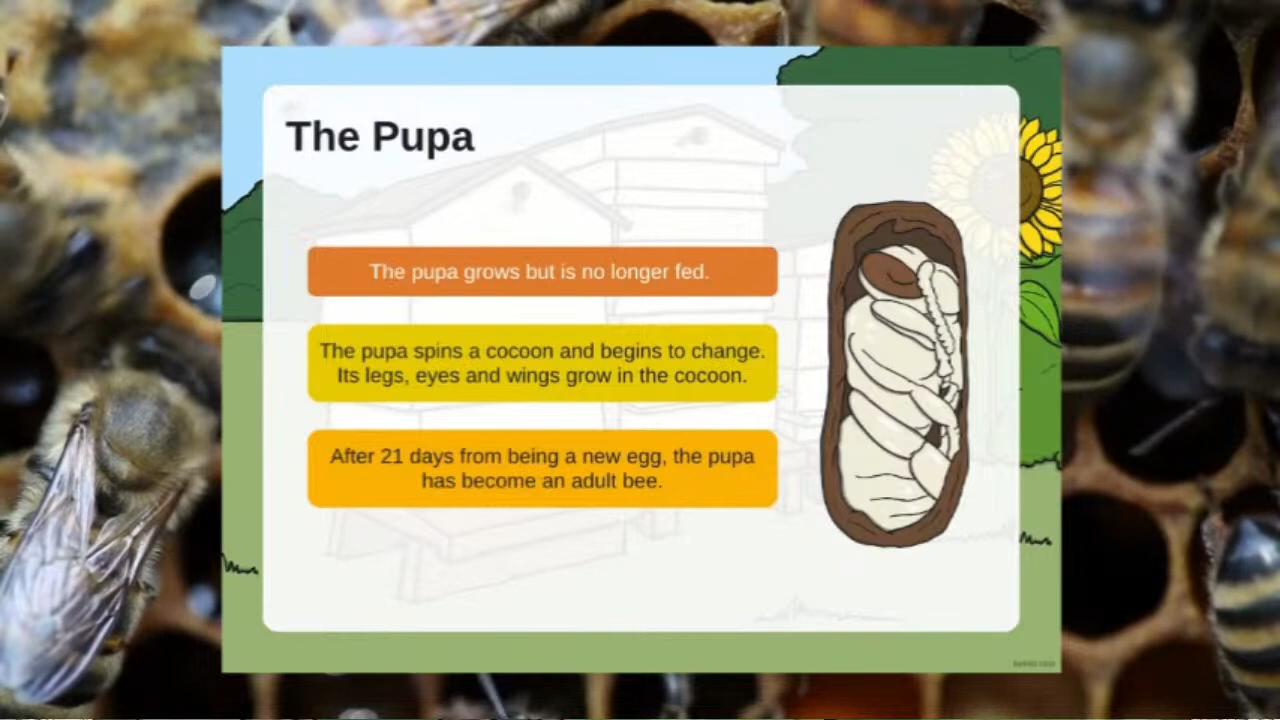 The Pupa
The pupa grows but is no longer fed.
The pupa spins a cocoon and begins to change.
Its legs, eyes and wings grow in the cocoon.
After 21 days from being a new egg, the pupa
has become an adult bee.